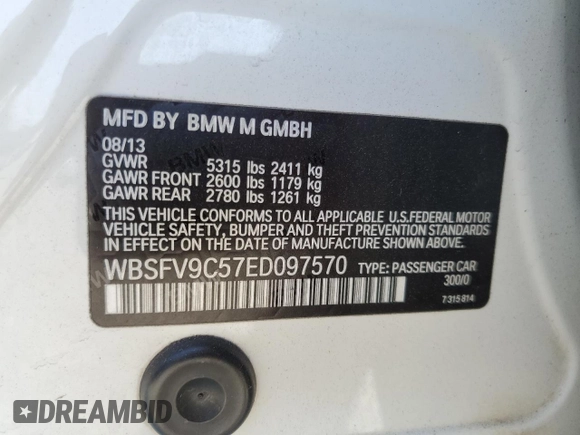 MFD BY BMW M GMBH
08/13
GVWR 5315 lbs 2411 kg
GAWR FRONT 2600 lbs 1179 kg
GAWR REAR 2780 lbs 1261 kg
THIS VEHICLE CONFORMS TO ALL APPLICABLE U.S.FEDERAL MOTOR
VEHICLE SAFETY, BUMPER AND THEFT PREVENTION STANDARDS
IN EFFECT ON THE DATE OF MANUFACTURE SHOWN ABOVE.
WBSFV9C57ED097570 TYPE: PASSENGER CAR
300/0
7315814
DREAMBID